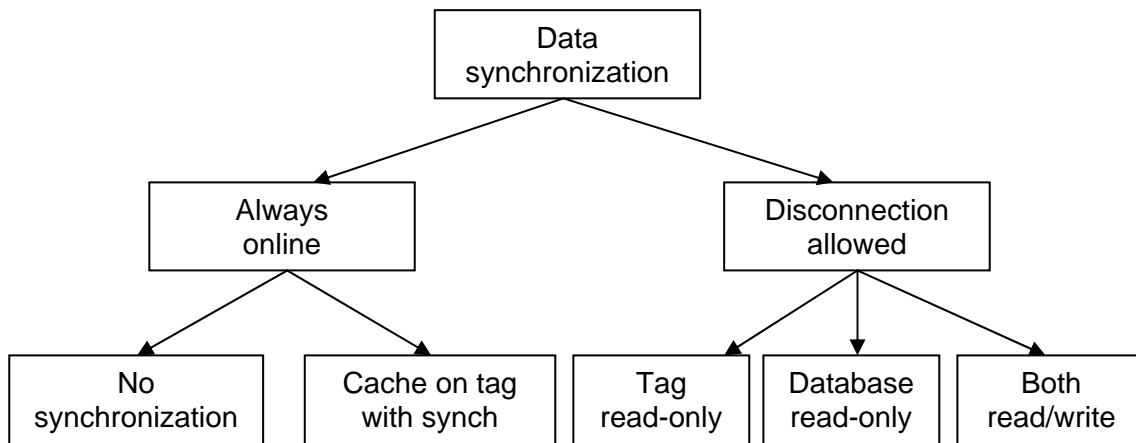 Data
synchronization
Always
online
Disconnection
allowed
No
synchronization
Cache on tag
with synch
Tag
read-only
Database
read-only
Both
read/write